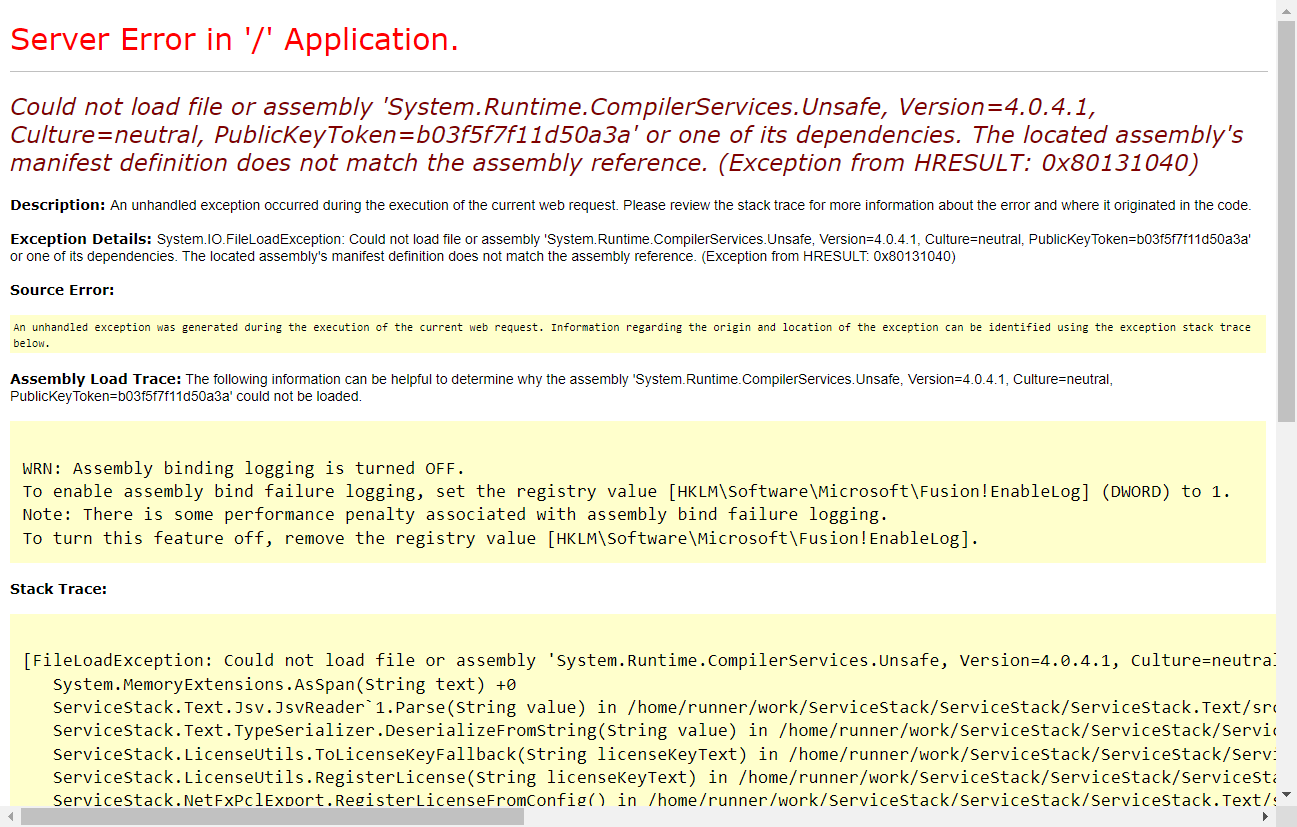 Server Error in '/' Application.
Could not load file or assembly 'System.Runtime.CompilerServices.Unsafe, Version=4.0.4.1,
Culture=neutral, PublicKeyToken=b03f5f7f11d50a3a' or one of its dependencies. The located assembly's
manifest definition does not match the assembly reference. (Exception from HRESULT: 0x80131040)
Description: An unhandled exception occurred during the execution of the current web request. Please review the stack trace for more information about the error and where it originated in the code.
Exception Details: System.IO.FileLoadException: Could not load file or assembly 'System.Runtime.CompilerServices.Unsafe, Version=4.0.4.1, Culture=neutral, PublicKeyToken=b03f5f7f11d50a3a'
or one of its dependencies. The located assembly's manifest definition does not match the assembly reference. (Exception from HRESULT: 0x80131040)
Source Error:
An unhandled exception was generated during the execution of the current web request. Information regarding the origin and location of the exception can be identified using the exception stack trace
below.
Assembly Load Trace: The following information can be helpful to determine why the assembly 'System.Runtime.CompilerServices.Unsafe, Version=4.0.4.1, Culture=neutral,
PublicKeyToken=b03f5f7f11d50a3a' could not be loaded.
WRN: Assembly binding logging is turned OFF.
To enable assembly bind failure logging, set the registry value [HKLM\Software\Microsoft\Fusion!EnableLog] (DWORD) to 1.
Note: There is some performance penalty associated with assembly bind failure logging.
To turn this feature off, remove the registry value [HKLM\Software\Microsoft\Fusion!EnableLog].
Stack Trace:
[FileLoadException: Could not load file or assembly 'System.Runtime.CompilerServices.Unsafe, Version=4.0.4.1, Culture=neutral
System.MemoryExtensions.AsSpan(String text) +0
ServiceStack.Text.Jsv.JsvReader`1.Parse(String value) in /home/runner/work/ServiceStack/ServiceStack/ServiceStack.Text/src
ServiceStack.Text.TypeSerializer.DeserializeFromString(String value) in /home/runner/work/ServiceStack/ServiceStack/Servic
ServiceStack.LicenseUtils.ToLicenseKeyFallback(String licenseKeyText) in /home/runner/work/ServiceStack/ServiceStack/Servi
ServiceStack.LicenseUtils.RegisterLicense(String licenseKeyText) in /home/runner/work/ServiceStack/ServiceStack/ServiceSta
ServiceStack.NetFxPclExport.RegisterLicenseFromConfig() in /home/runner/work/ServiceStack/ServiceStack/ServiceStack.Text/s